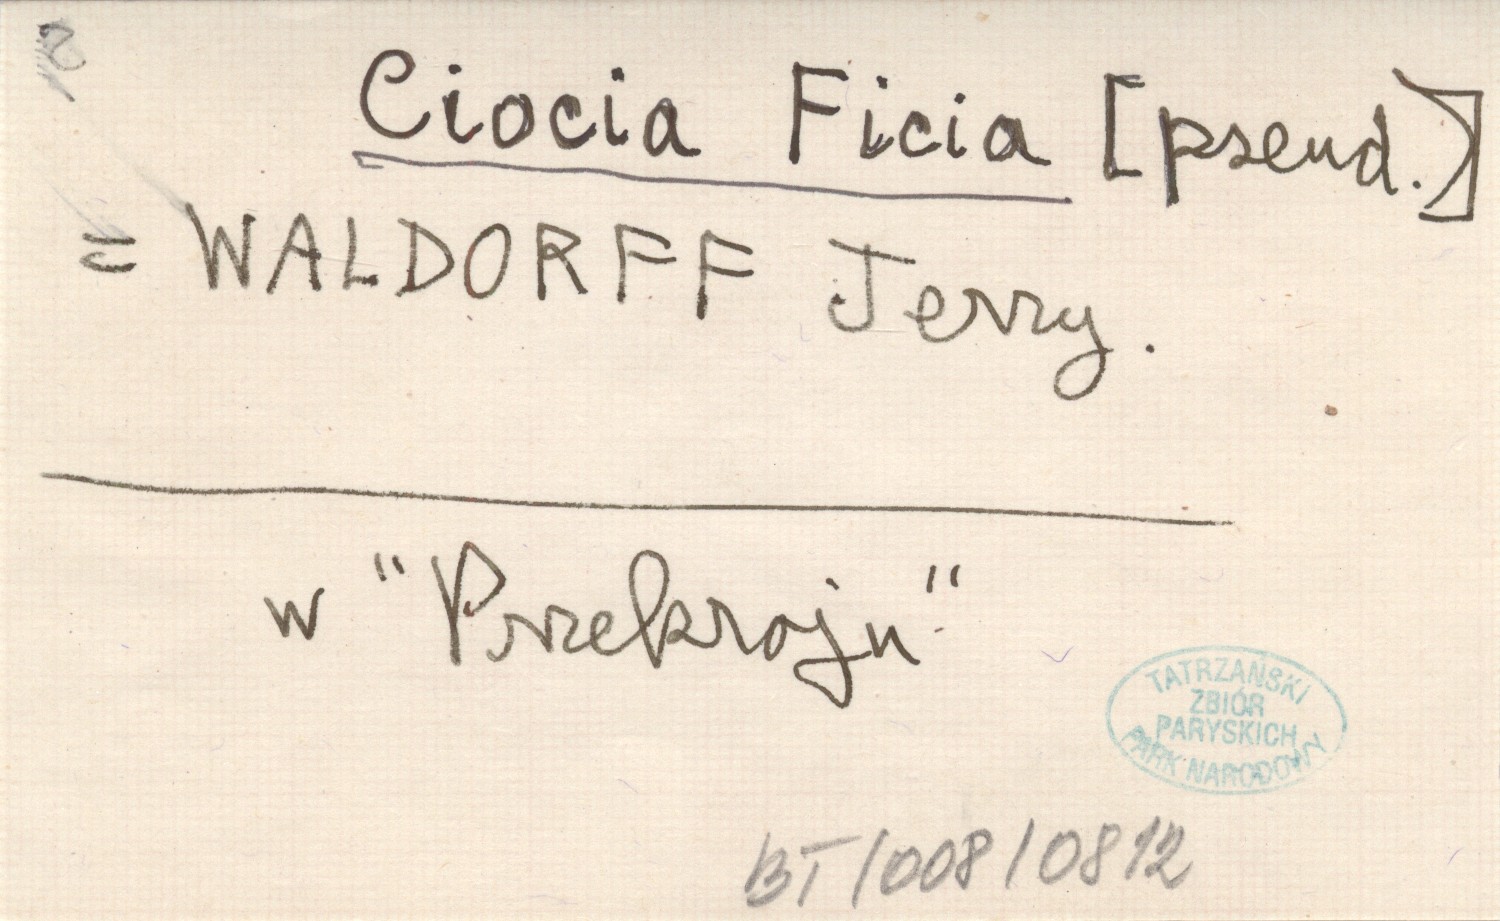 Ciocia Ficia [pseud.]
= WALDORFF Jerzy.
w "Przekroju"
TATRZAŃSKI
ZBIÓR
PARYSKICH
PARK NARODOWY
BT/008/0812